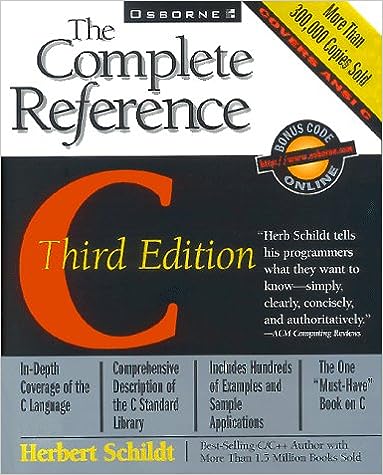 OSBORNE
The
Complete
Reference
More Than
300,000 Copies Sold
COVERS ANSI C
BONUS CODE
http://www.osborne.com
ONLINE
C
Third Edition
"Herb Schildt tells
his programmers
what they want to
know—simply,
clearly, concisely,
and authoritatively."
—ACM Computing Reviews
In-Depth
Coverage of the
C Language
Comprehensive
Description of
the C Standard
Library
Includes Hundreds
of Examples and
Sample
Applications
The One
"Must-Have"
Book on C
Herbert Schildt
Best-Selling C/C++ Author with
More Than 1.5 Million Books Sold